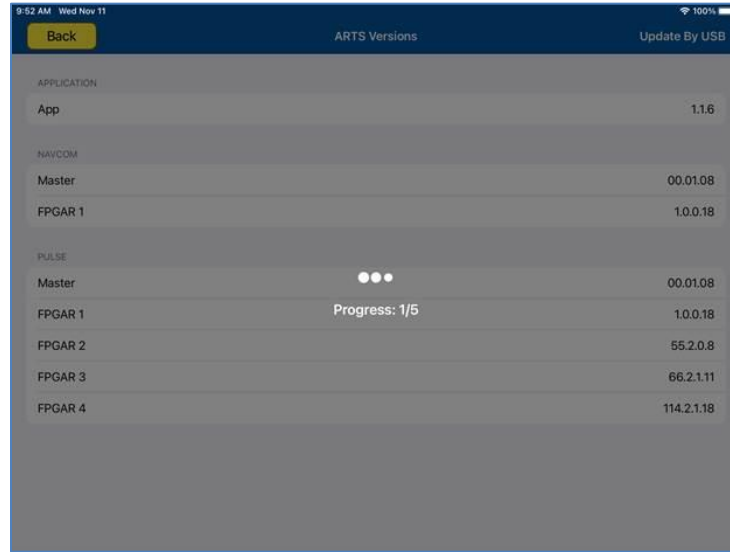 9:52 AM Wed Nov 11 100%
Back ARTS Versions Update By USB
APPLICATION
App 1.1.6
NAVCOM
Master 00.01.08
FPGAR 1 1.0.0.18
PULSE
Master 00.01.08
FPGAR 1 1.0.0.18
FPGAR 2 55.2.0.8
FPGAR 3 66.2.1.11
FPGAR 4 114.2.1.18
Progress: 1/5